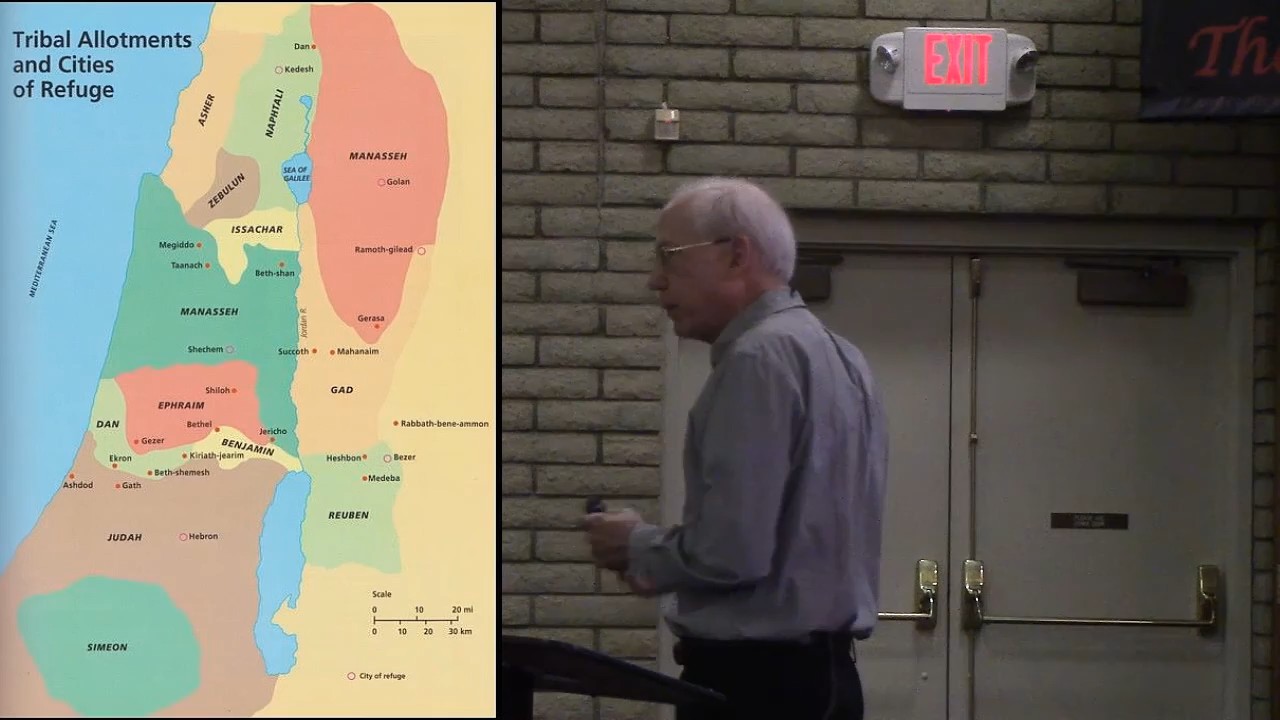 Tribal Allotments
and Cities
of Refuge
Dan
Kedesh
ASHER
NAPHTALI
MANASSEH
SEA OF
GALILEE
Golan
ZEBULUN
ISSACHAR
MEDITERRANEAN SEA
Megiddo
Ramoth-gilead
Taanach
Beth-shan
MANASSEH
Jordan R.
Gerasa
Shechem
Succoth
Mahanaim
Shiloh
GAD
EPHRAIM
DAN
Bethel
Jericho
Rabbath-bene-ammon
Gezer
BENJAMIN
Ekron
Kiriath-jearim
Heshbon
Bezer
Beth-shemesh
Medeba
Ashdod
Gath
REUBEN
JUDAH
Hebron
Scale
0 10 20 mi
0 10 20 30 km
SIMEON
City of refuge
EXIT